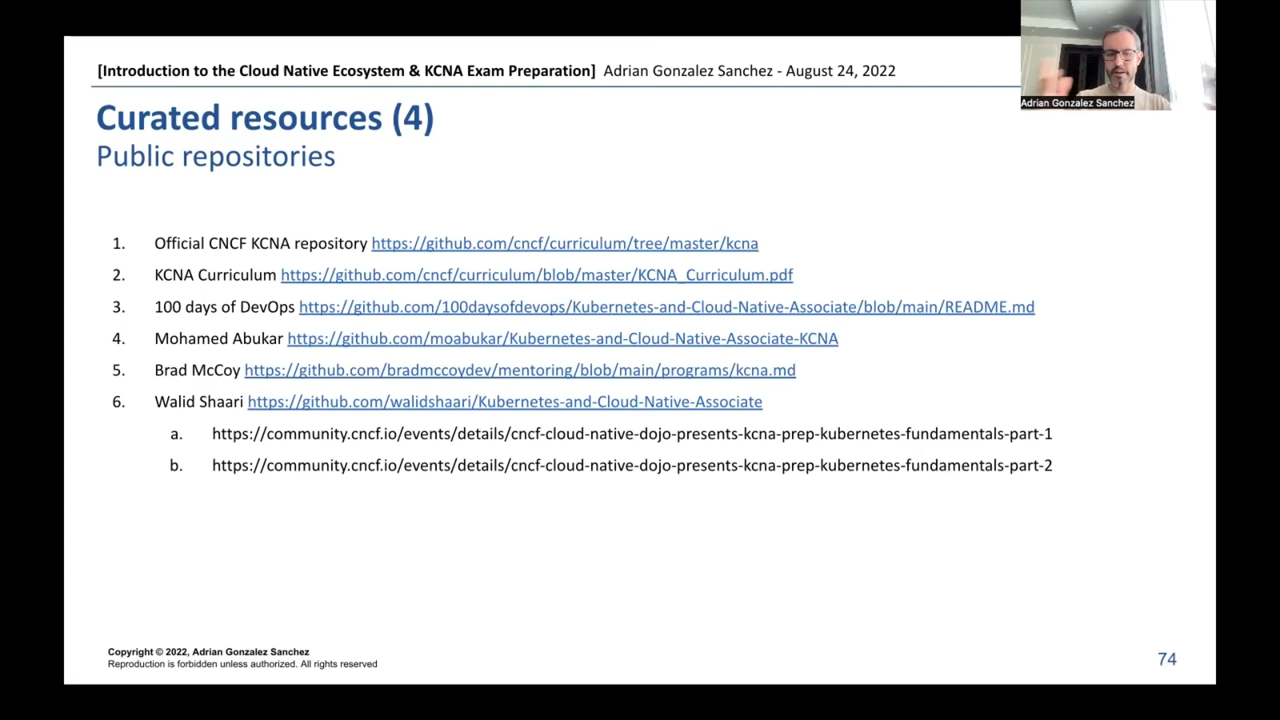 [Introduction to the Cloud Native Ecosystem & KCNA Exam Preparation] Adrian Gonzalez Sanchez - August 24, 2022
Adrian Gonzalez Sanchez
Curated resources (4)
Public repositories
1. Official CNCF KCNA repository https://github.com/cncf/curriculum/tree/master/kcna
2. KCNA Curriculum https://github.com/cncf/curriculum/blob/master/KCNA_Curriculum.pdf
3. 100 days of DevOps https://github.com/100daysofdevops/Kubernetes-and-Cloud-Native-Associate/blob/main/README.md
4. Mohamed Abukar https://github.com/moabukar/Kubernetes-and-Cloud-Native-Associate-KCNA
5. Brad McCoy https://github.com/bradmccoydev/mentoring/blob/main/programs/kcna.md
6. Walid Shaari https://github.com/walidshaari/Kubernetes-and-Cloud-Native-Associate
a. https://community.cncf.io/events/details/cncf-cloud-native-dojo-presents-kcna-prep-kubernetes-fundamentals-part-1
b. https://community.cncf.io/events/details/cncf-cloud-native-dojo-presents-kcna-prep-kubernetes-fundamentals-part-2
Copyright © 2022, Adrian Gonzalez Sanchez
Reproduction is forbidden unless authorized. All rights reserved
74